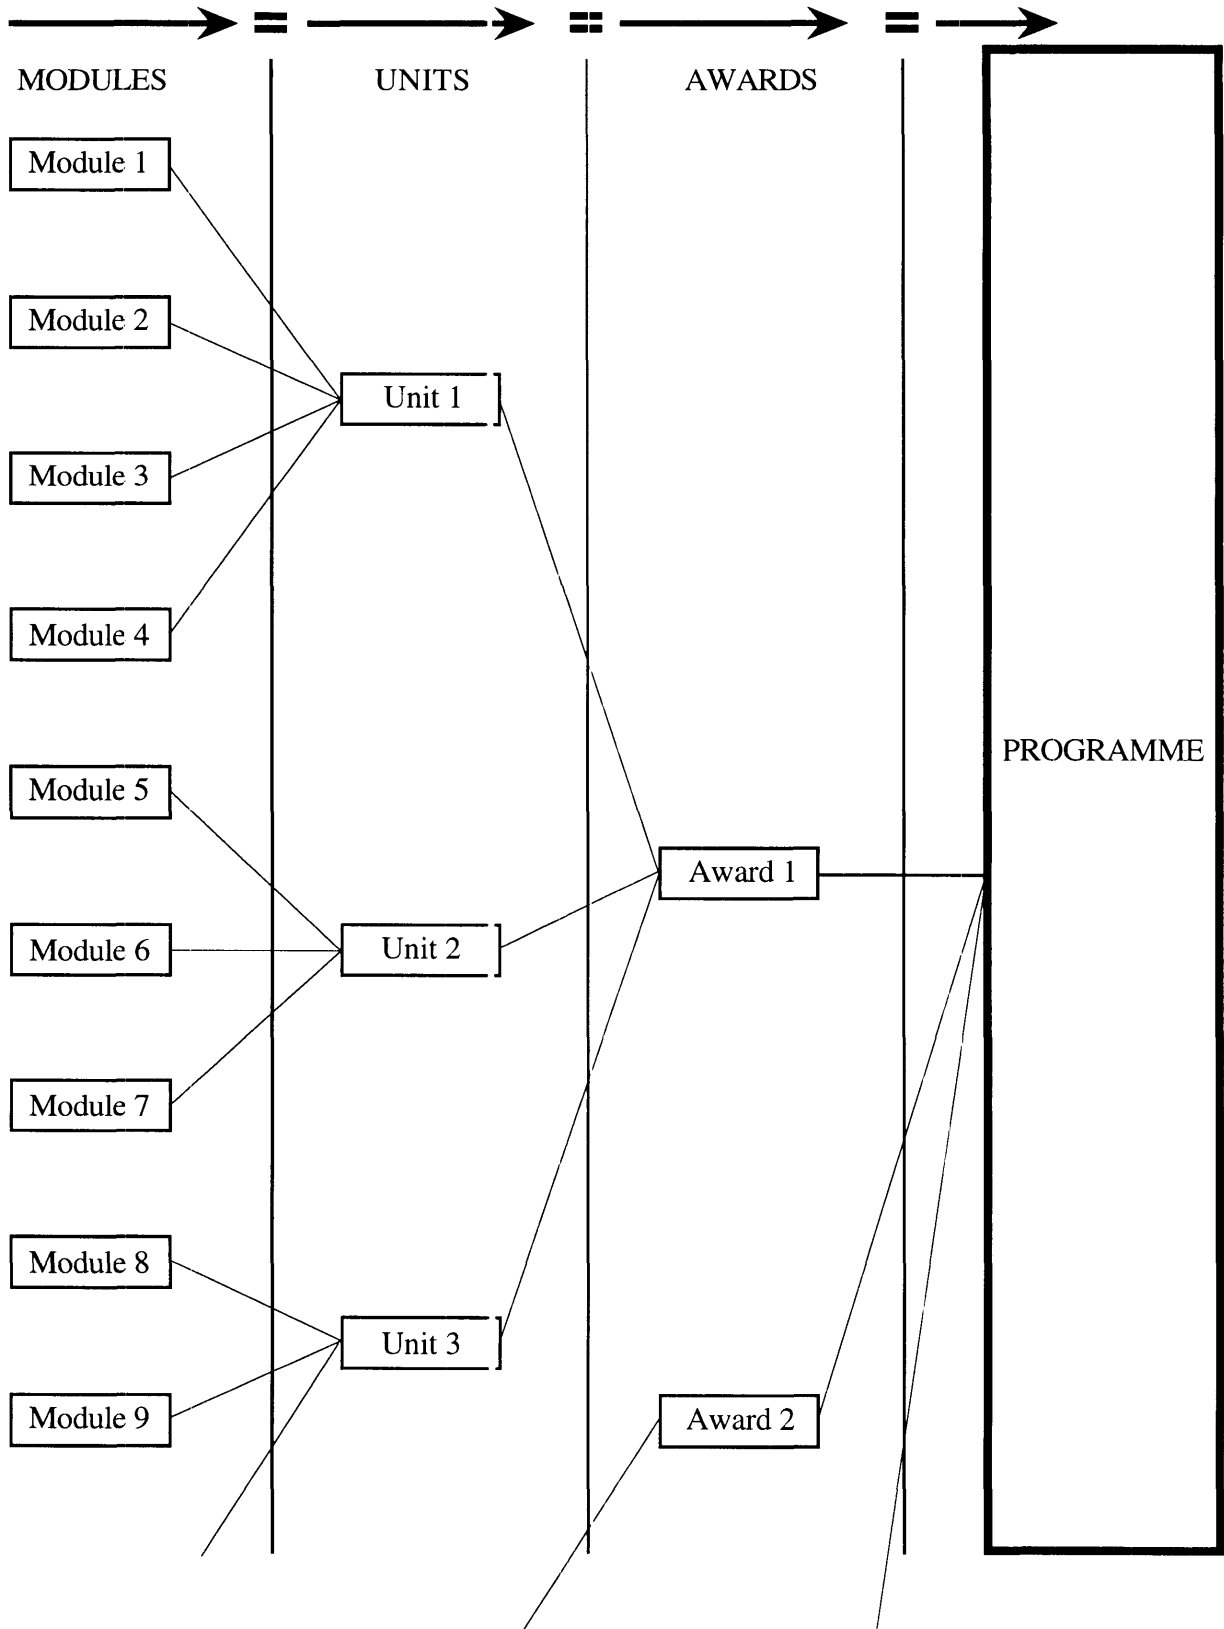 MODULES
UNITS
AWARDS
Module 1
Module 2
Unit 1
Module 3
Module 4
PROGRAMME
Module 5
Award 1
Module 6
Unit 2
Module 7
Module 8
Unit 3
Module 9
Award 2